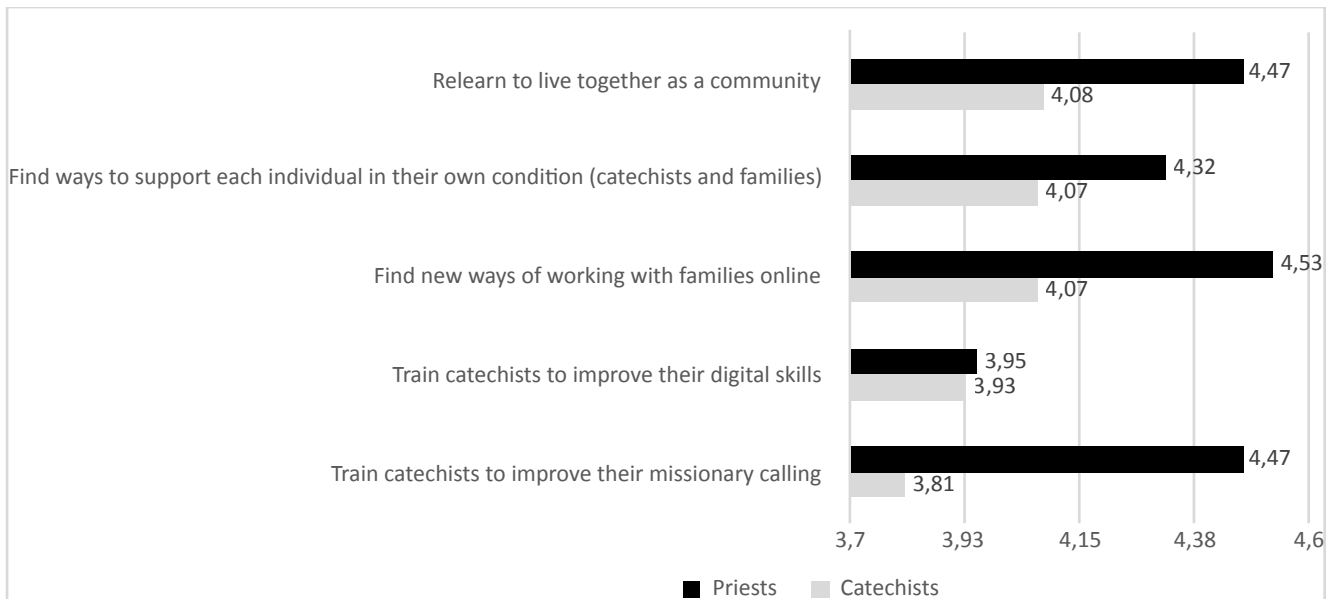 Relearn to live together as a community
4,47
4,08
Find ways to support each individual in their own condition (catechists and families)
4,32
4,07
Find new ways of working with families online
4,53
4,07
Train catechists to improve their digital skills
3,95
3,93
Train catechists to improve their missionary calling
4,47
3,81
3,7 3,93 4,15 4,38 4,6
Priests Catechists